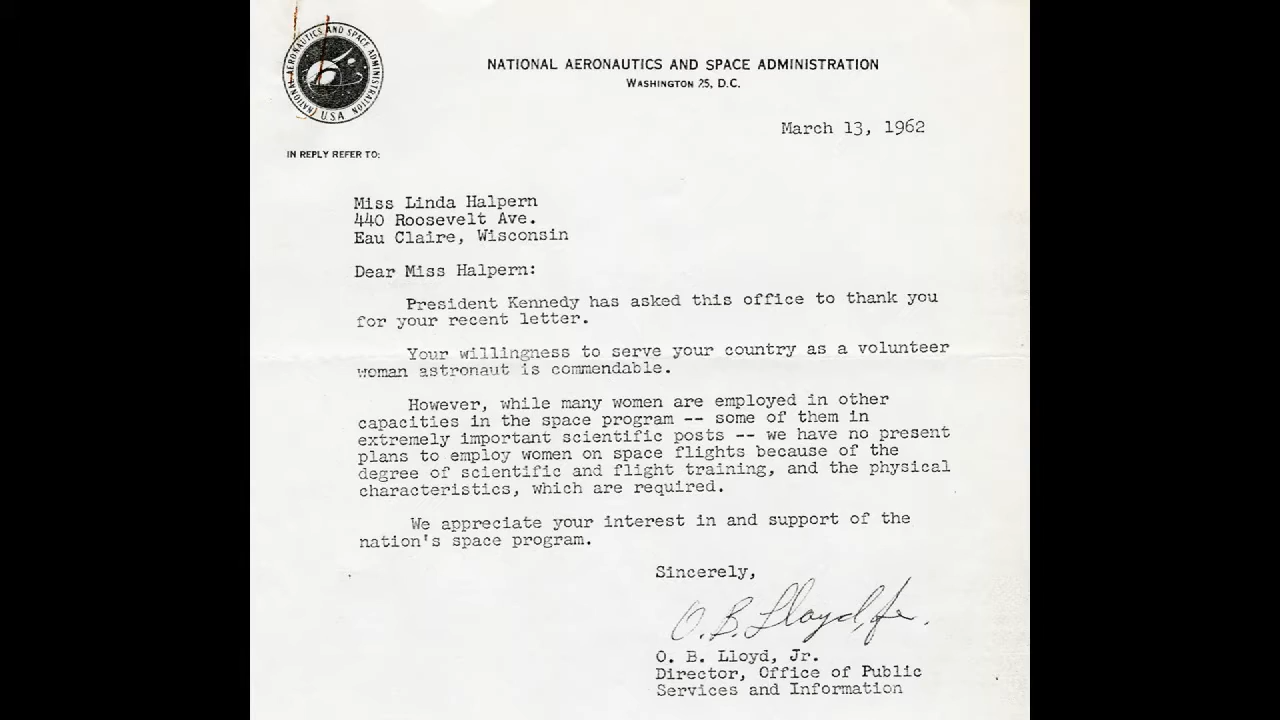 NATIONAL AERONAUTICS AND SPACE ADMINISTRATION
U.S.A.
NATIONAL AERONAUTICS AND SPACE ADMINISTRATION
WASHINGTON 25, D.C.
March 13, 1962
IN REPLY REFER TO:
Miss Linda Halpern
440 Roosevelt Ave.
Eau Claire, Wisconsin
Dear Miss Halpern:
President Kennedy has asked this office to thank you
for your recent letter.
Your willingness to serve your country as a volunteer
woman astronaut is commendable.
However, while many women are employed in other
capacities in the space program -- some of them in
extremely important scientific posts -- we have no present
plans to employ women on space flights because of the
degree of scientific and flight training, and the physical
characteristics, which are required.
We appreciate your interest in and support of the
nation's space program.
Sincerely,
O. B. Lloyd, Jr.
O. B. Lloyd, Jr.
Director, Office of Public
Services and Information